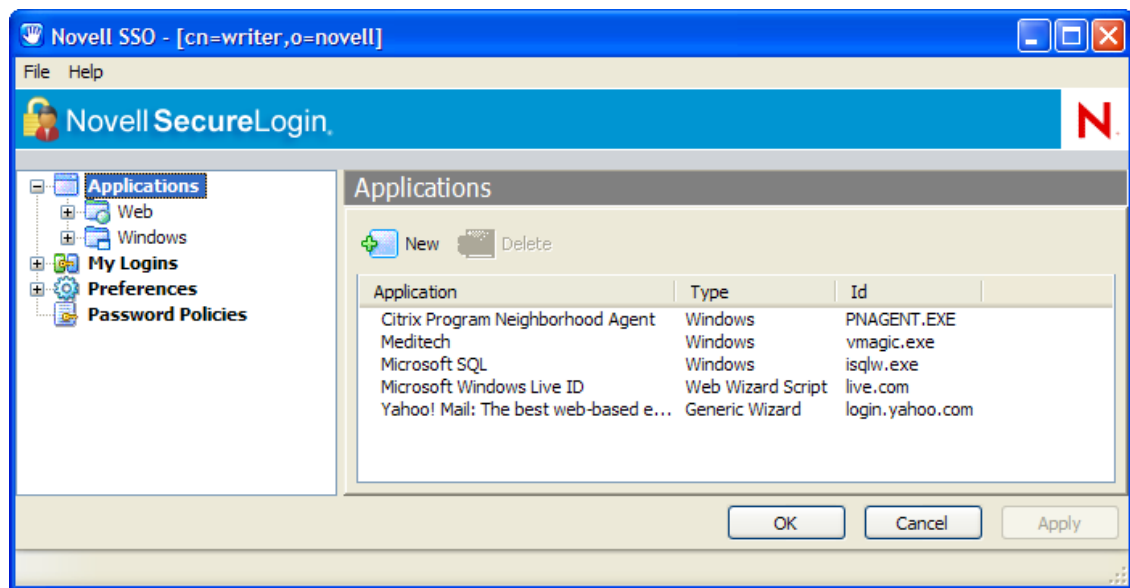 Novell SSO - [cn=writer,o=novell]
File Help
Novell SecureLogin.
N
Applications
Web
Windows
My Logins
Preferences
Password Policies
Applications
New Delete
Application Type Id
Citrix Program Neighborhood Agent Windows PNAGENT.EXE
Meditech Windows vmagic.exe
Microsoft SQL Windows isqlw.exe
Microsoft Windows Live ID Web Wizard Script live.com
Yahoo! Mail: The best web-based e... Generic Wizard login.yahoo.com
OK Cancel Apply